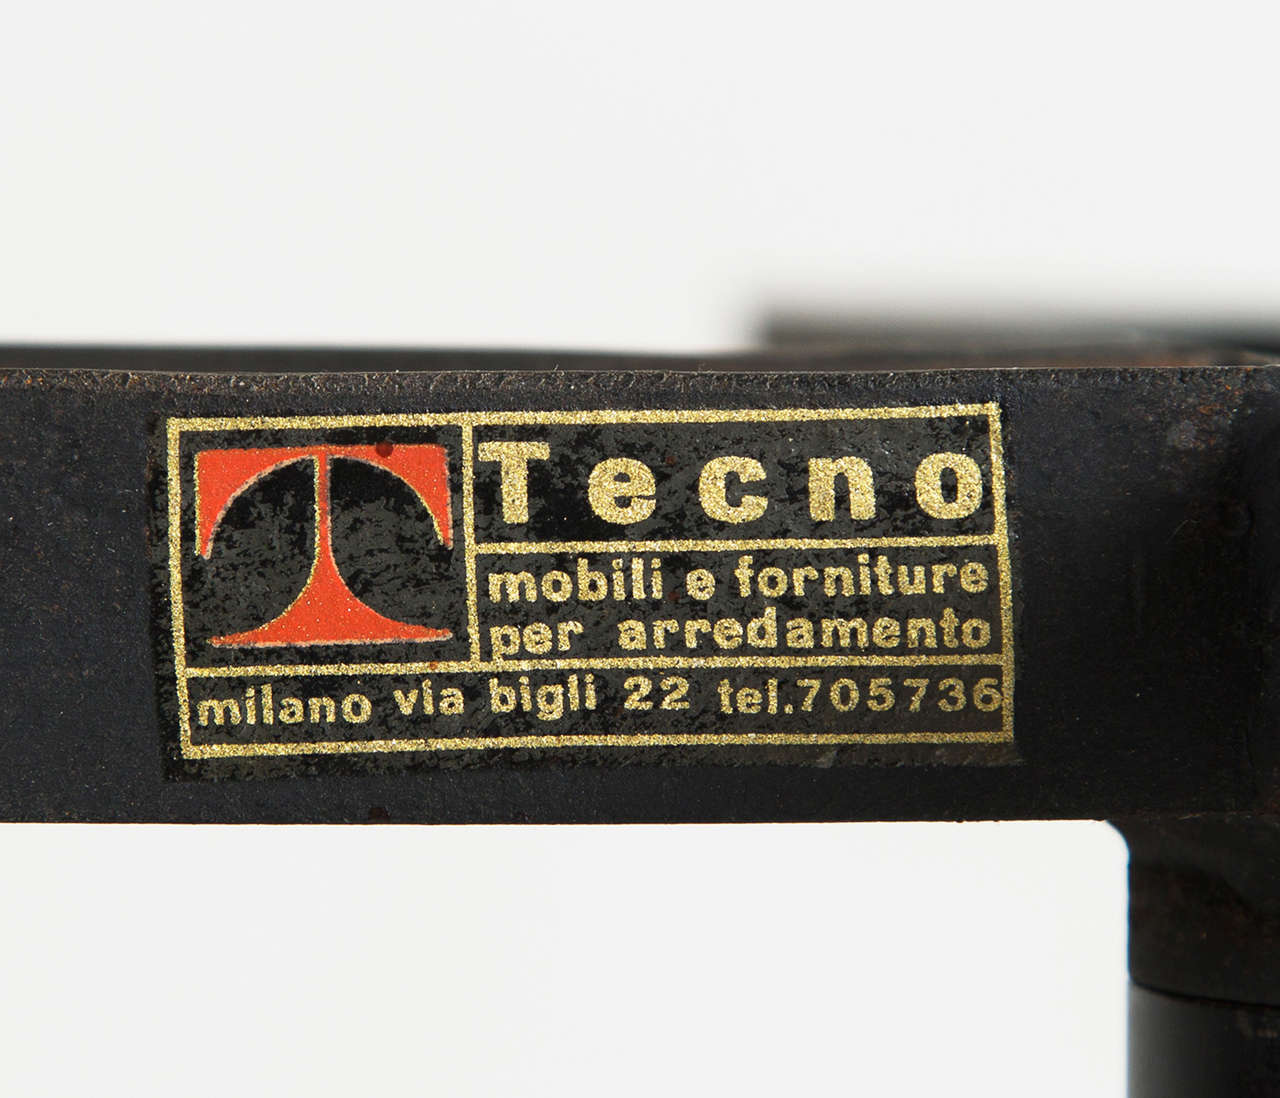 T
Tecno
mobili e forniture
per arredamento
milano via bigli 22 tel.705736